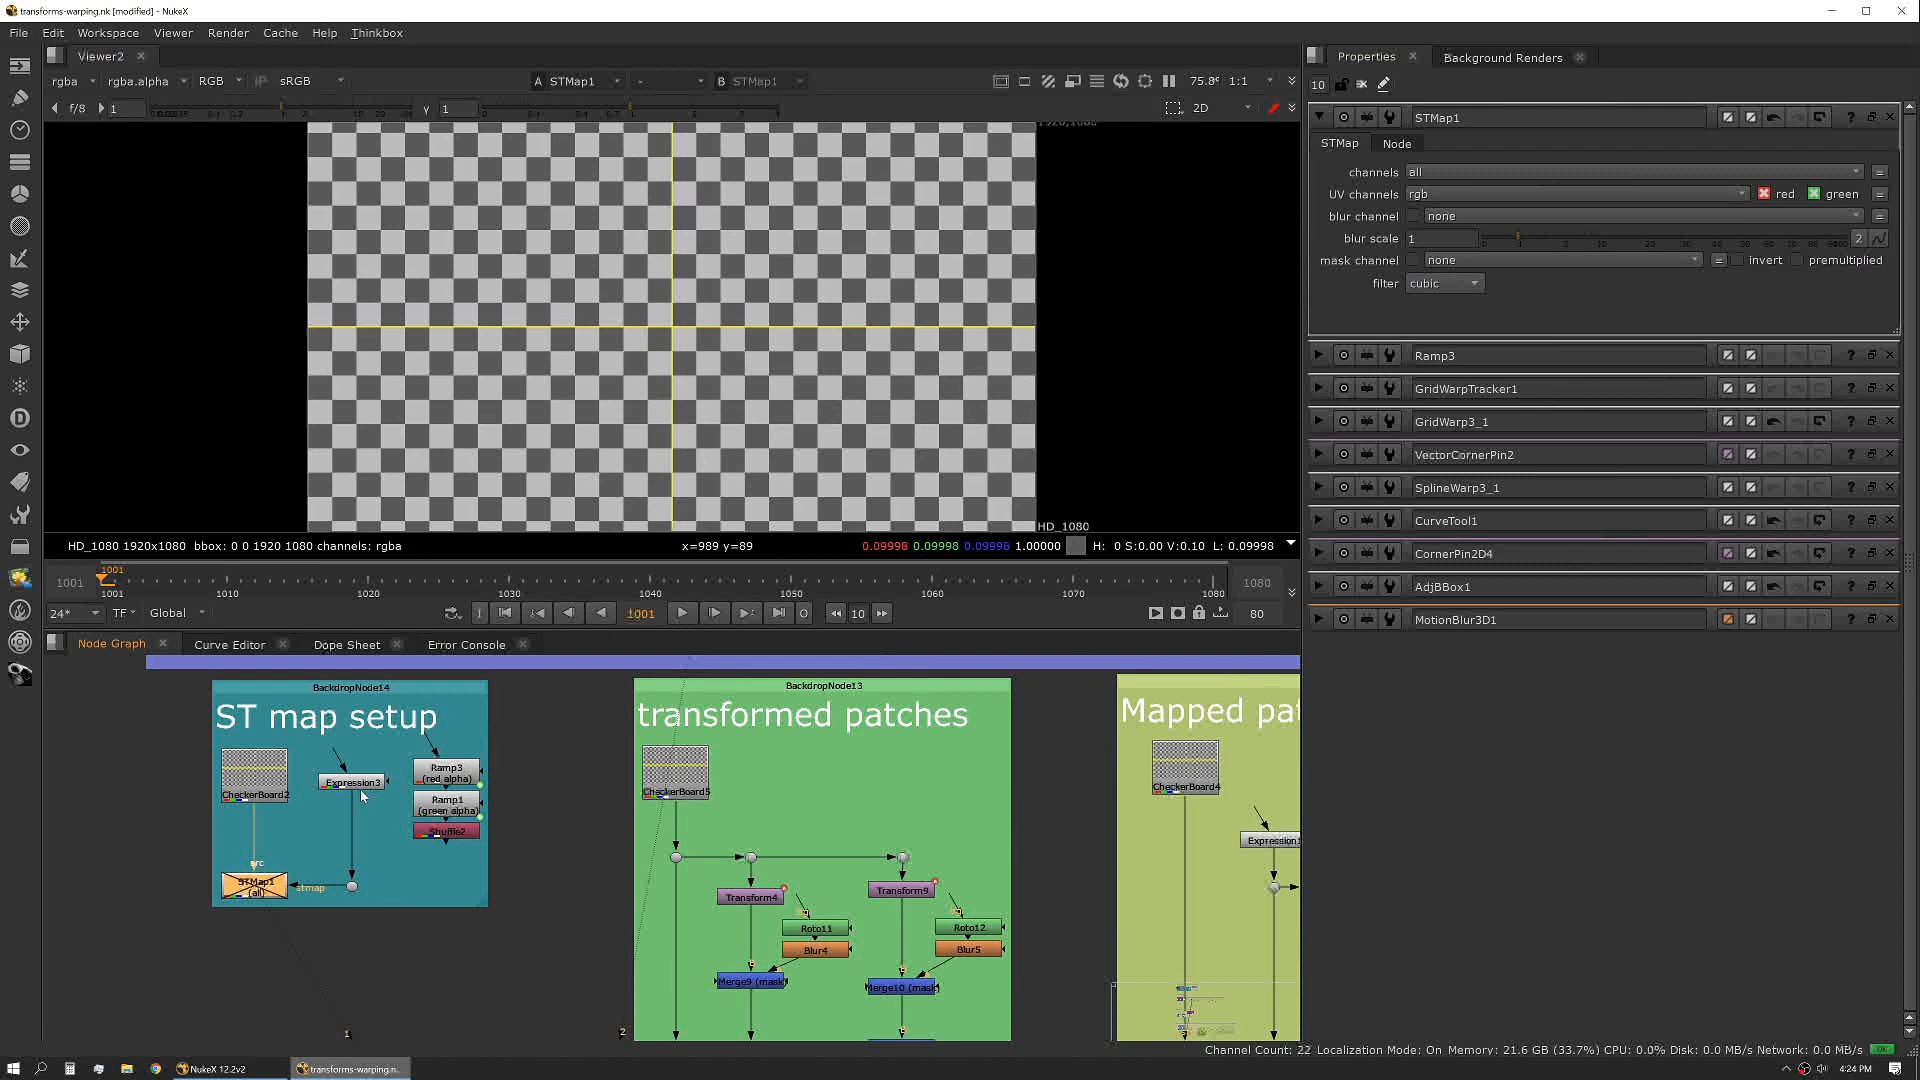 transforms-warping.nk [modified] - NukeX
File Edit Workspace Viewer Render Cache Help Thinkbox
Viewer2
rgba rgba.alpha RGB IP sRGB A STMap1 - B STMap1 75.8% 1:1
f/8 1 Y 1 2D
HD_1080
HD_1080 1920x1080 bbox: 0 0 1920 1080 channels: rgba x=989 y=89 0.09998 0.09998 0.09998 1.00000 H: 0 S:0.00 V:0.10 L: 0.09998
1001 1001 1001 1010 1020 1030 1040 1050 1060 1070 1080 1080
24* TF Global 1001 10 80
Node Graph Curve Editor Dope Sheet Error Console
BackdropNode14
ST map setup
CheckerBoard2
Expression3
Ramp3
(red alpha)
Ramp1
(green alpha)
Shuffle2
src
STMap1
(all)
stmap
1
2
BackdropNode13
transformed patches
CheckerBoard5
Transform4
Roto11
Blur4
Merge9 (mask)
Transform9
Roto12
Blur5
Merge10 (mask)
Mapped pa
CheckerBoard4
Expression
Properties Background Renders
10
STMap1
STMap Node
channels all
UV channels rgb red green
blur channel none
blur scale 1 2
mask channel none invert premultiplied
filter cubic
Ramp3
GridWarpTracker1
GridWarp3_1
VectorCornerPin2
SplineWarp3_1
CurveTool1
CornerPin2D4
AdjBBox1
MotionBlur3D1
Channel Count: 22 Localization Mode: On Memory: 21.6 GB (33.7%) CPU: 0.0% Disk: 0.0 MB/s Network: 0.0 MB/s
NukeX 12.2v2 transforms-warping.n... 4:24 PM